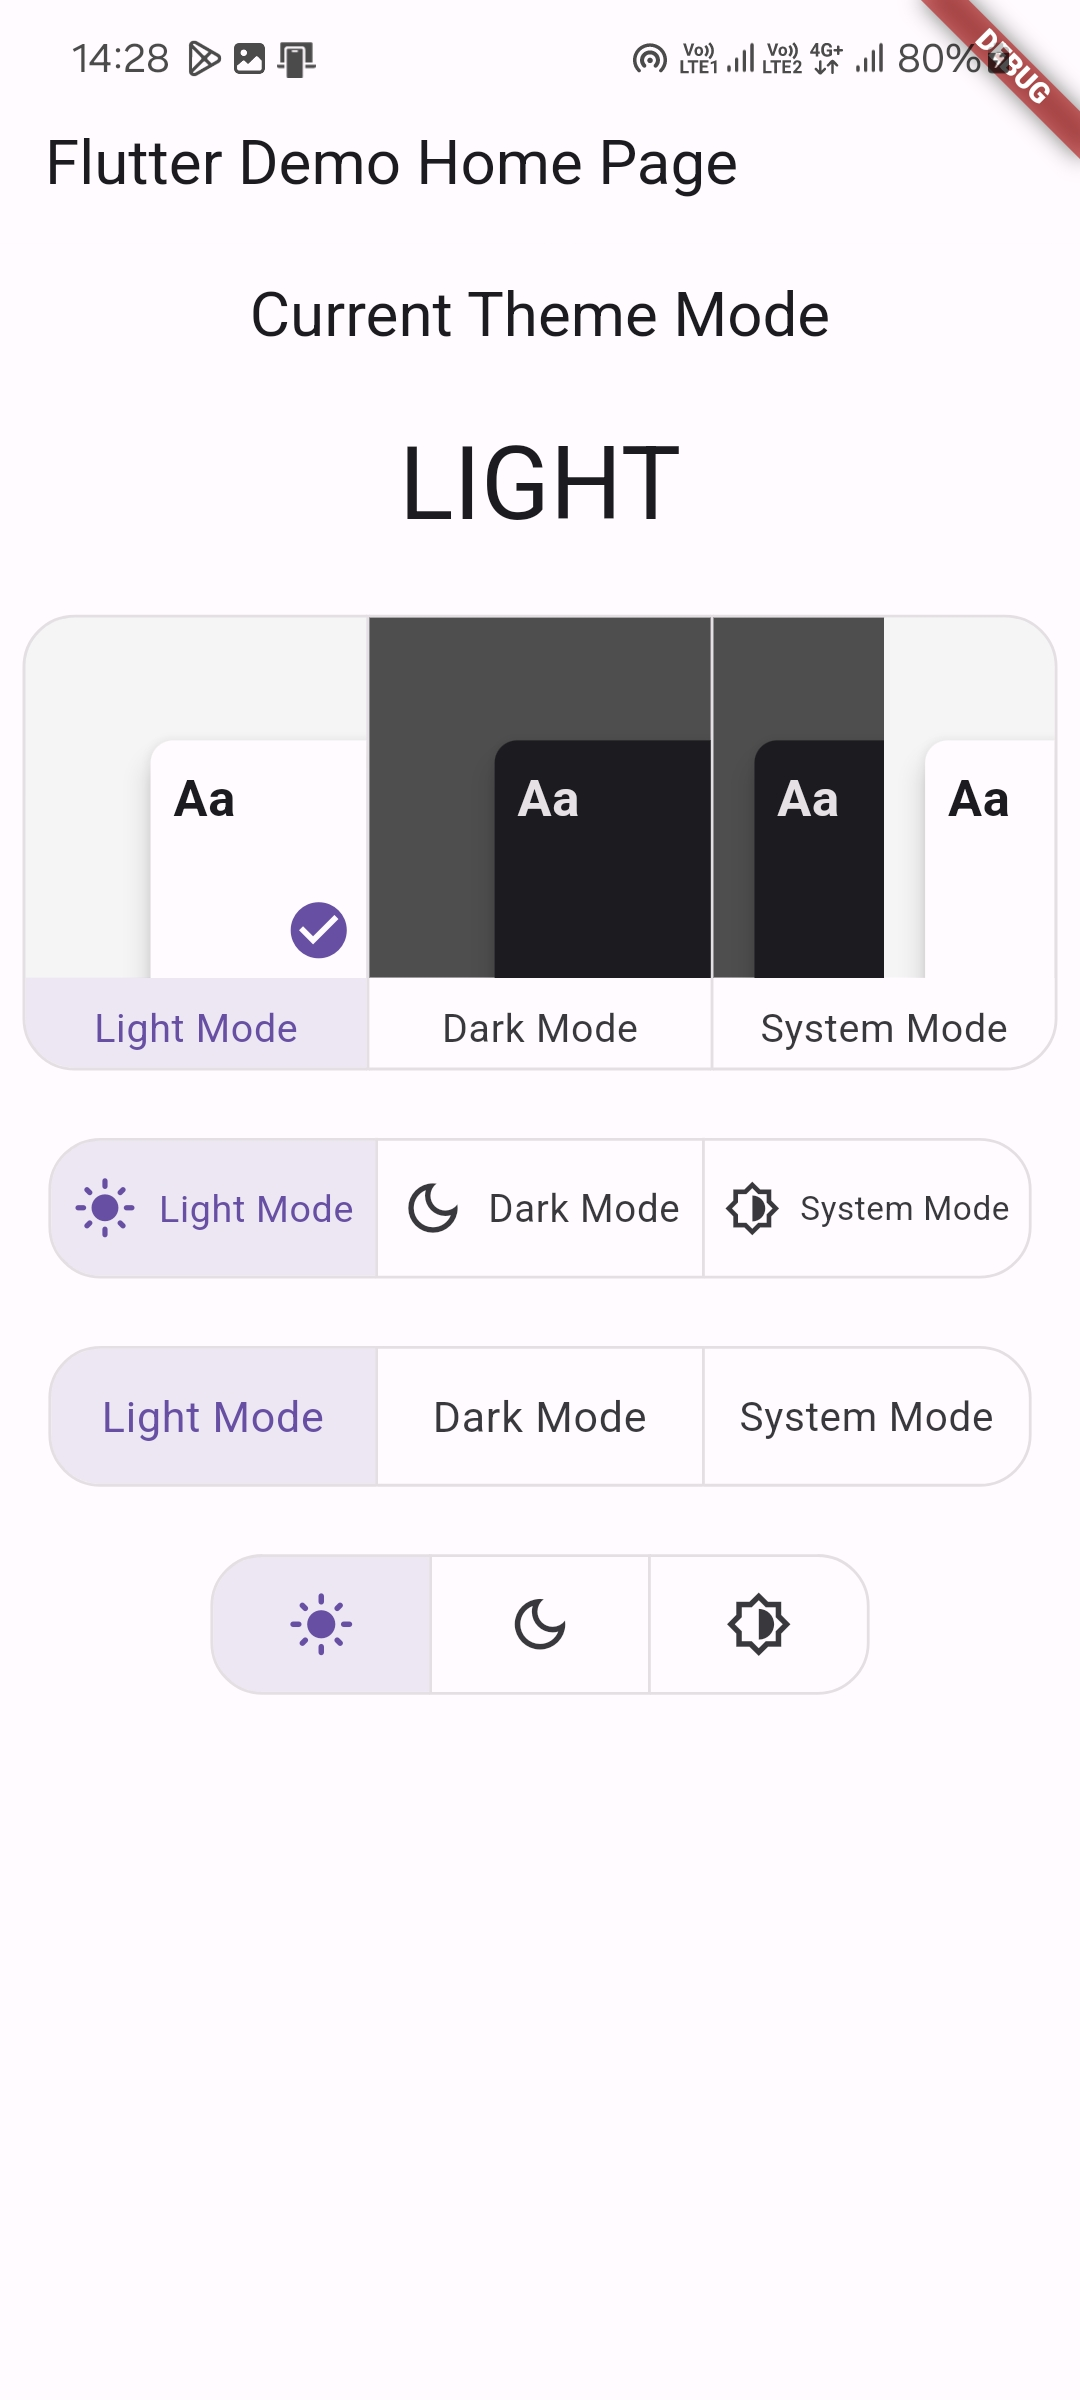 14:28 Vo)) LTE1 Vo)) LTE2 4G+ 80%
DEBUG
Flutter Demo Home Page
Current Theme Mode
LIGHT
Aa Aa Aa Aa
Light Mode Dark Mode System Mode
Light Mode Dark Mode System Mode
Light Mode Dark Mode System Mode